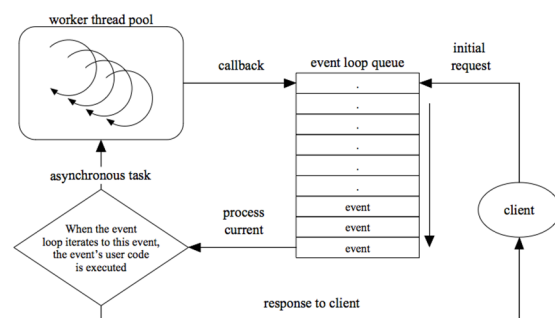 worker thread pool
callback
event loop queue
initial
request
.
.
.
.
.
.
event
event
event
asynchronous task
When the event
loop iterates to this event,
the event's user code
is executed
process
current
client
response to client